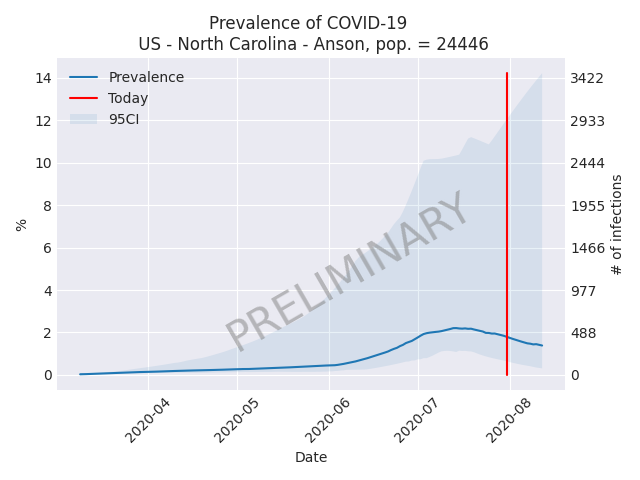 Prevalence of COVID-19
US - North Carolina - Anson, pop. = 24446
Prevalence
Today
95CI
14
12
10
8
6
4
2
0
%
3422
2933
2444
1955
1466
977
488
0
# of infections
PRELIMINARY
2020-04
2020-05
2020-06
2020-07
2020-08
Date